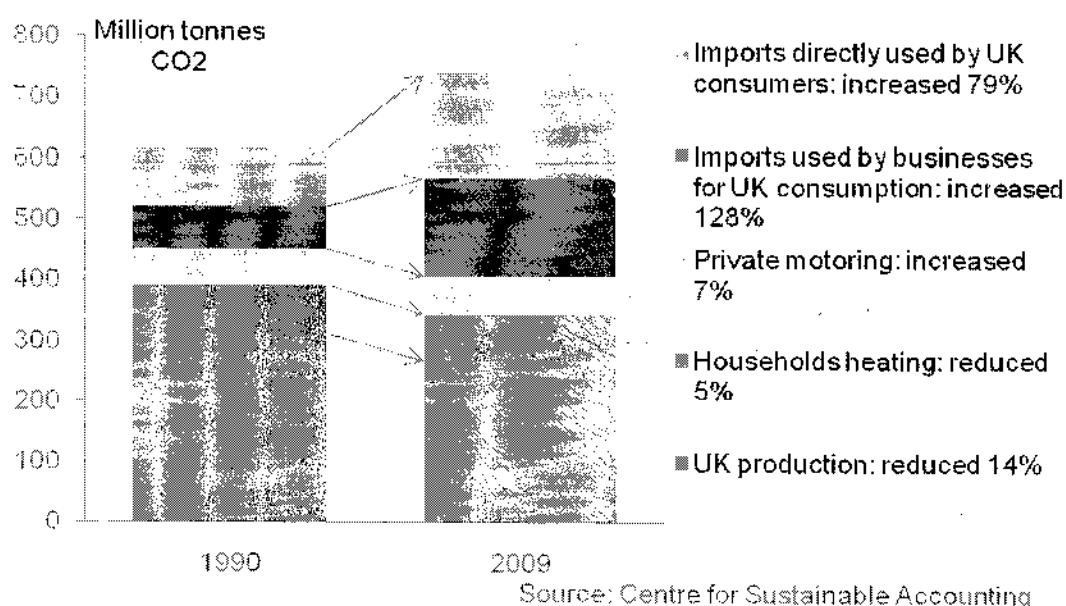 Million tonnes
CO2
800
700
600
500
400
300
200
100
0
1990
2009
Imports directly used by UK
consumers: increased 79%
Imports used by businesses
for UK consumption: increased
128%
Private motoring: increased
7%
Households heating: reduced
5%
UK production: reduced 14%
Source: Centre for Sustainable Accounting